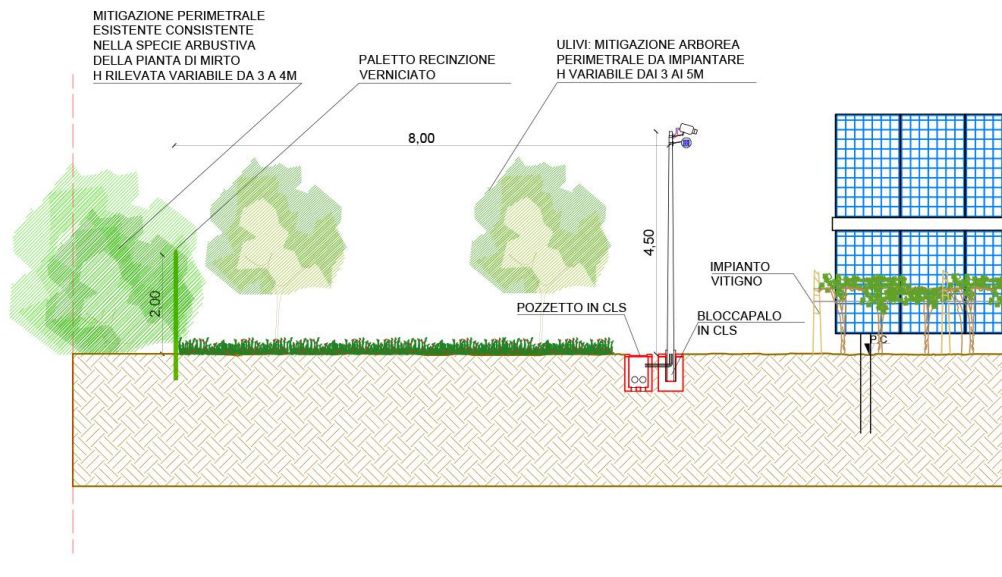 MITIGAZIONE PERIMETRALE
ESISTENTE CONSISTENTE
NELLA SPECIE ARBUSTIVA
DELLA PIANTA DI MIRTO
H RILEVATA VARIABILE DA 3 A 4M
PALETTO RECINZIONE
VERNICIATO
ULIVI: MITIGAZIONE ARBOREA
PERIMETRALE DA IMPIANTARE
H VARIABILE DAI 3 AI 5M
8,00
4,50
2,00
IMPIANTO
VITIGNO
POZZETTO IN CLS
BLOCCAPALO
IN CLS
P.C.